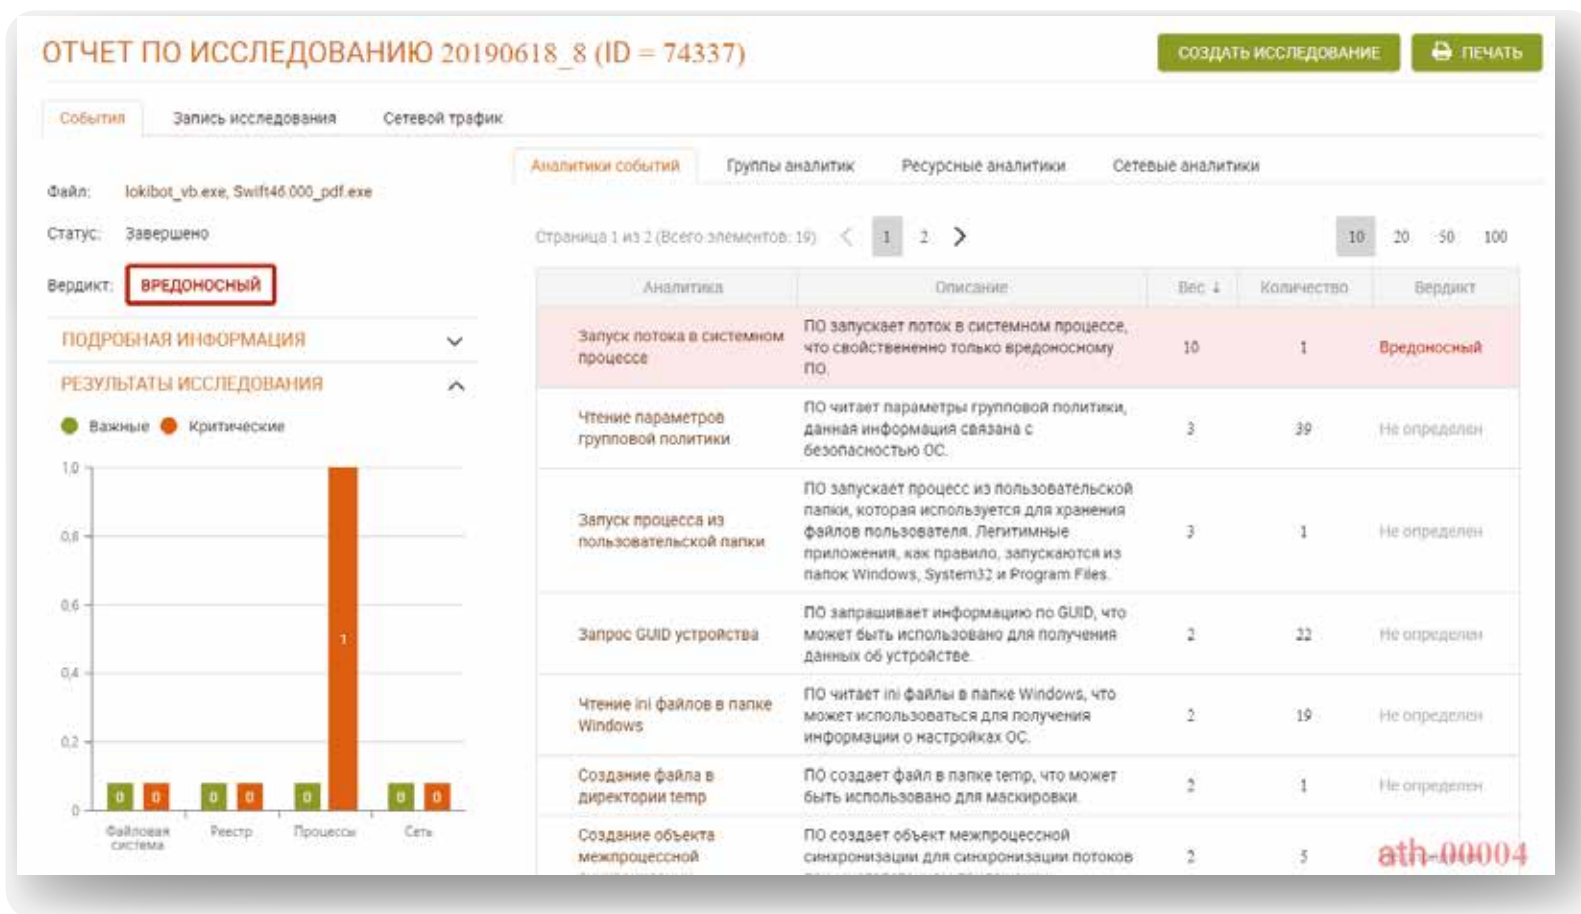 ОТЧЕТ ПО ИССЛЕДОВАНИЮ 20190618_8 (ID = 74337)
СОЗДАТЬ ИССЛЕДОВАНИЕ
ПЕЧАТЬ
События Запись исследования Сетевой трафик
Аналитики событий Группы аналитик Ресурсные аналитики Сетевые аналитики
Файл: lokibot_vb.exe, Swift46.000_pdf.exe
Статус: Завершено
Вердикт: ВРЕДОНОСНЫЙ
ПОДРОБНАЯ ИНФОРМАЦИЯ
РЕЗУЛЬТАТЫ ИССЛЕДОВАНИЯ
Важные Критические
1,0
0,8
0,6
0,4
0,2
0
1
0 0 0 0 0 0 0
Файловая
система
Реестр Процессы Сеть
Страница 1 из 2 (Всего элементов: 19) 1 2
10 20 50 100
Аналитика Описание Вес ↓ Количество Вердикт
Запуск потока в системном
процессе
ПО запускает поток в системном процессе,
что свойствененно только вредоносному
ПО.
10 1 Вредоносный
Чтение параметров
групповой политики
ПО читает параметры групповой политики,
данная информация связана с
безопасностью ОС.
3 39 Не определен
Запуск процесса из
пользовательской папки
ПО запускает процесс из пользовательской
папки, которая используется для хранения
файлов пользователя. Легитимные
приложения, как правило, запускаются из
папок Windows, System32 и Program Files.
3 1 Не определен
Запрос GUID устройства
ПО запрашивает информацию по GUID, что
может быть использовано для получения
данных об устройстве.
2 22 Не определен
Чтение ini файлов в папке
Windows
ПО читает ini файлы в папке Windows, что
может использоваться для получения
информации о настройках ОС.
2 19 Не определен
Создание файла в
директории temp
ПО создает файл в папке temp, что может
быть использовано для маскировки.
2 1 Не определен
Создание объекта
межпроцессной
ПО создает объект межпроцессной
синхронизации для синхронизации потоков
2 5
ath-00004